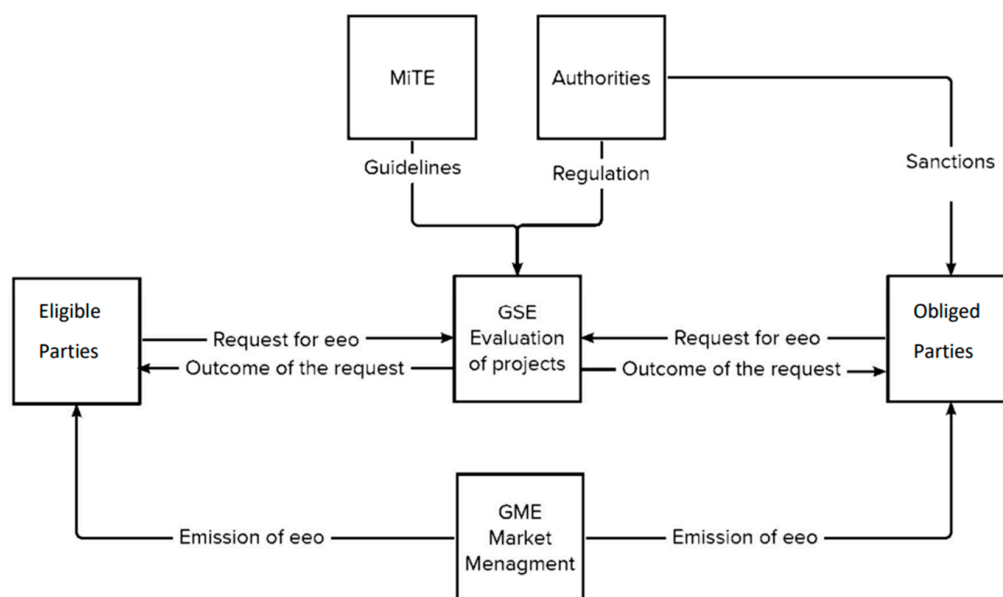 MiTE
Authorities
Guidelines
Regulation
Sanctions
Eligible
Parties
Request for eeo
Outcome of the request
GSE
Evaluation
of projects
Request for eeo
Outcome of the request
Obliged
Parties
Emission of eeo
GME
Market
Menagment
Emission of eeo